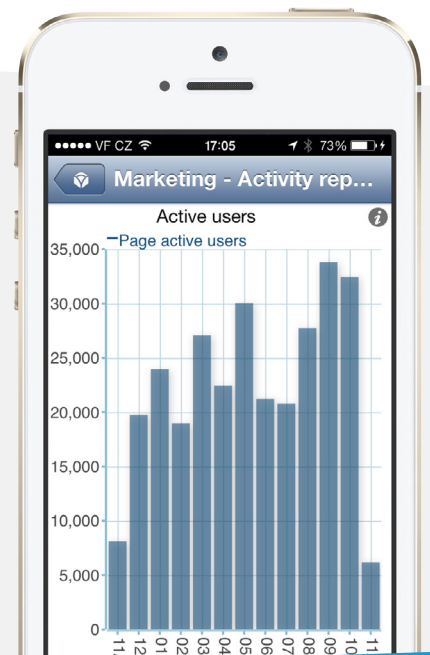 VF CZ 17:05 73%
Marketing - Activity rep...
Active users
Page active users
35,000
30,000
25,000
20,000
15,000
10,000
5,000
0
11. 12 01 02 03 04 05 06 07 08 09 10 11